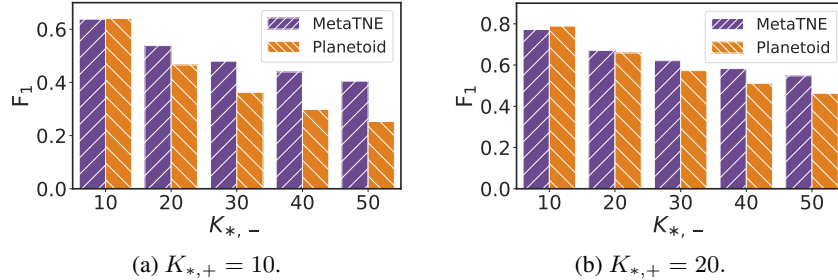 MetaTNE
Planetoid
F₁
0.6
0.4
0.2
0.0
10 20 30 40 50
K*, −
(a) K*,+ = 10.
MetaTNE
Planetoid
F₁
0.8
0.6
0.4
0.2
0.0
10 20 30 40 50
K*, −
(b) K*,+ = 20.